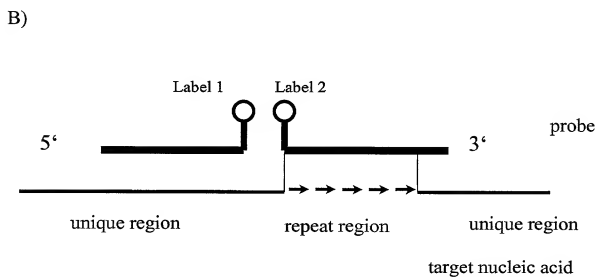 B)
Label 1 Label 2
5‘ 3‘ probe
unique region repeat region unique region
target nucleic acid